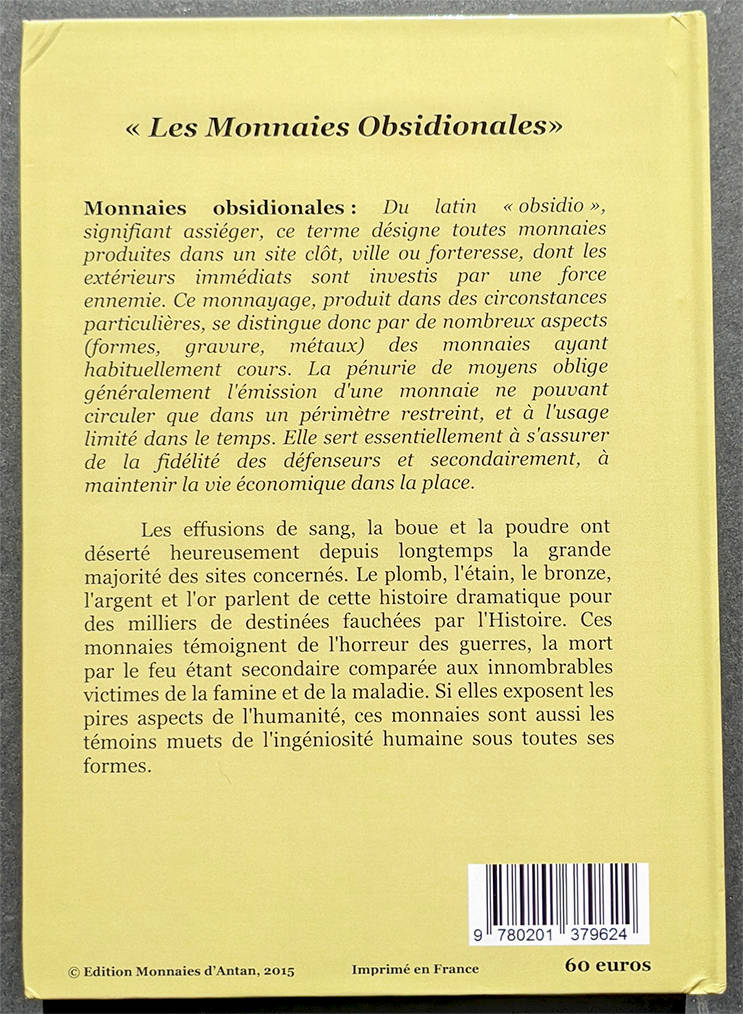 « Les Monnaies Obsidionales»
Monnaies obsidionales : Du latin « obsidio »,
signifiant assiéger, ce terme désigne toutes monnaies
produites dans un site clôt, ville ou forteresse, dont les
extérieurs immédiats sont investis par une force
ennemie. Ce monnayage, produit dans des circonstances
particulières, se distingue donc par de nombreux aspects
(formes, gravure, métaux) des monnaies ayant
habituellement cours. La pénurie de moyens oblige
généralement l'émission d'une monnaie ne pouvant
circuler que dans un périmètre restreint, et à l'usage
limité dans le temps. Elle sert essentiellement à s'assurer
de la fidélité des défenseurs et secondairement, à
maintenir la vie économique dans la place.
Les effusions de sang, la boue et la poudre ont
déserté heureusement depuis longtemps la grande
majorité des sites concernés. Le plomb, l'étain, le bronze,
l'argent et l'or parlent de cette histoire dramatique pour
des milliers de destinées fauchées par l'Histoire. Ces
monnaies témoignent de l'horreur des guerres, la mort
par le feu étant secondaire comparée aux innombrables
victimes de la famine et de la maladie. Si elles exposent les
pires aspects de l'humanité, ces monnaies sont aussi les
témoins muets de l'ingéniosité humaine sous toutes ses
formes.
9 780201 379624
© Edition Monnaies d'Antan, 2015 Imprimé en France 60 euros